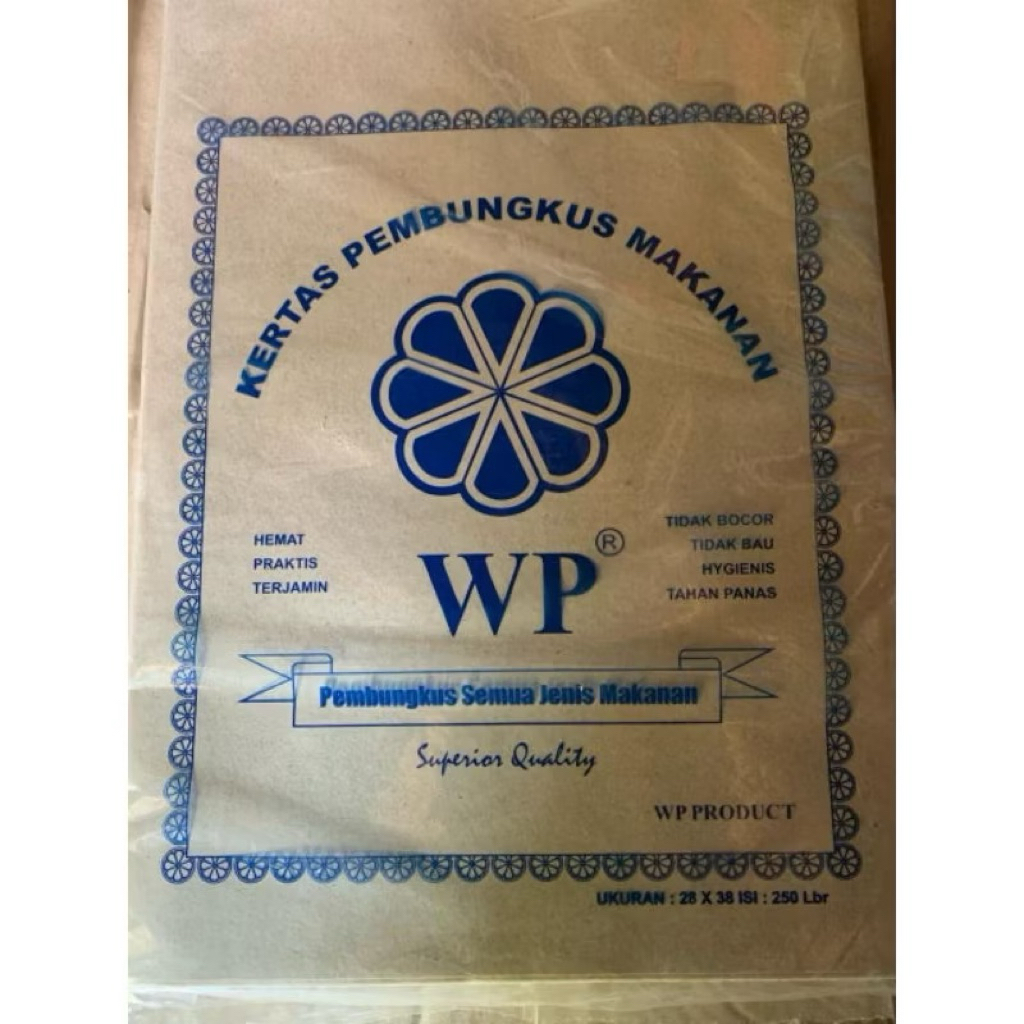 KERTAS PEMBUNGKUS MAKANAN
HEMAT
PRAKTIS
TERJAMIN
WP®
TIDAK BOCOR
TIDAK BAU
HYGIENIS
TAHAN PANAS
Pembungkus Semua Jenis Makanan
Superior Quality
WP PRODUCT
UKURAN : 28 X 38 ISI : 250 Lbr